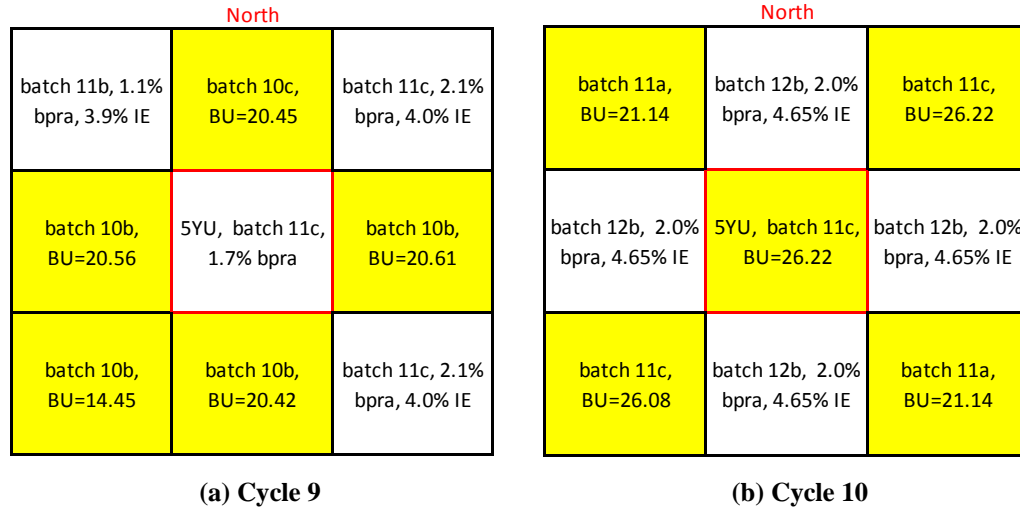 North
batch 11b, 1.1%
bpra, 3.9% IE
batch 10c,
BU=20.45
batch 11c, 2.1%
bpra, 4.0% IE
batch 10b,
BU=20.56
5YU, batch 11c,
1.7% bpra
batch 10b,
BU=20.61
batch 10b,
BU=14.45
batch 10b,
BU=20.42
batch 11c, 2.1%
bpra, 4.0% IE
(a) Cycle 9
North
batch 11a,
BU=21.14
batch 12b, 2.0%
bpra, 4.65% IE
batch 11c,
BU=26.22
batch 12b, 2.0%
bpra, 4.65% IE
5YU, batch 11c,
BU=26.22
batch 12b, 2.0%
bpra, 4.65% IE
batch 11c,
BU=26.08
batch 12b, 2.0%
bpra, 4.65% IE
batch 11a,
BU=21.14
(b) Cycle 10